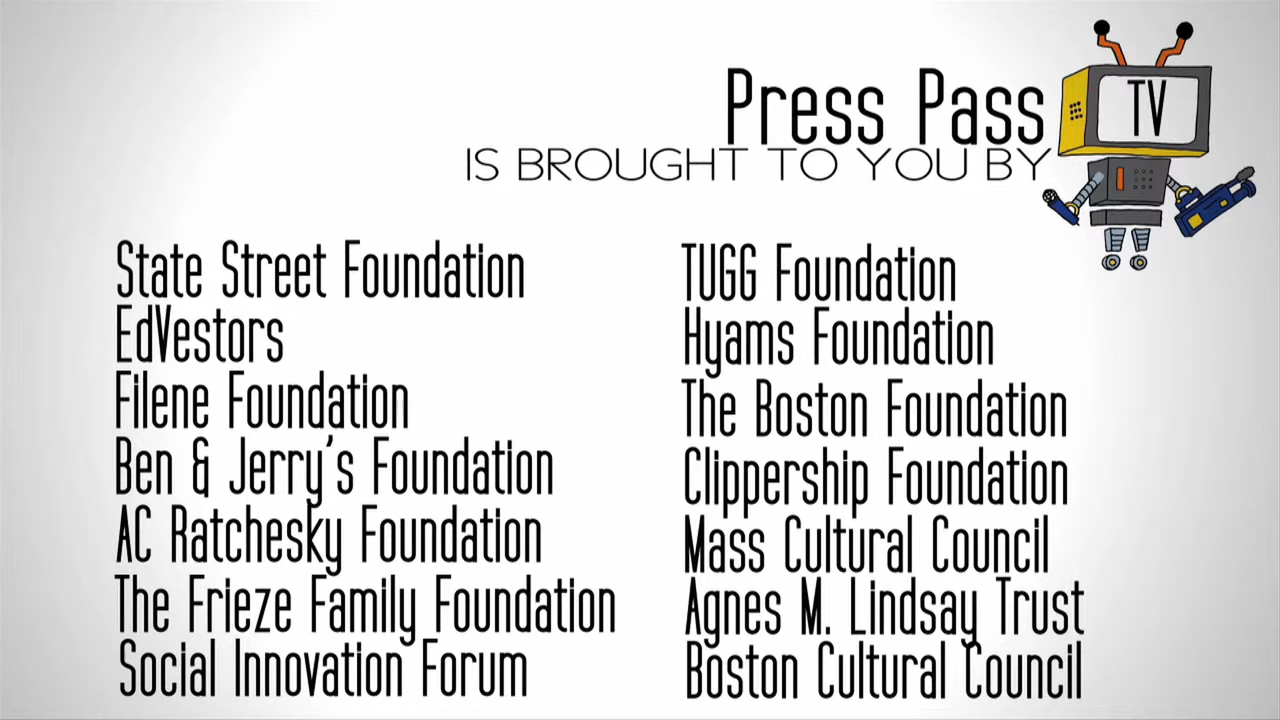 Press Pass TV
IS BROUGHT TO YOU BY
State Street Foundation
EdVestors
Filene Foundation
Ben & Jerry's Foundation
AC Ratchesky Foundation
The Frieze Family Foundation
Social Innovation Forum
TUGG Foundation
Hyams Foundation
The Boston Foundation
Clippership Foundation
Mass Cultural Council
Agnes M. Lindsay Trust
Boston Cultural Council